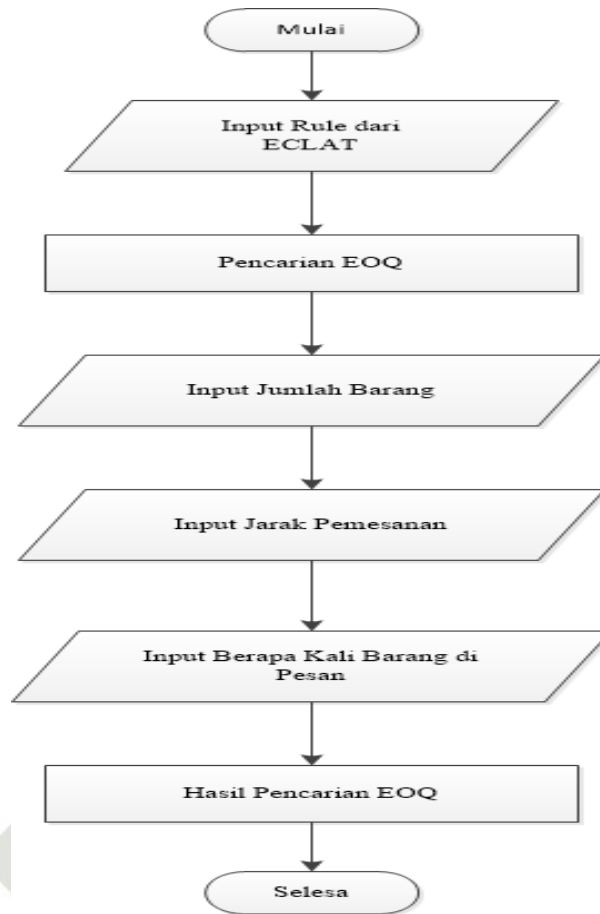 Mulai
Input Rule dari
ECLAT
Pencarian EOQ
Input Jumlah Barang
Input Jarak Pemesanan
Input Berapa Kali Barang di
Pesan
Hasil Pencarian EOQ
Selesa